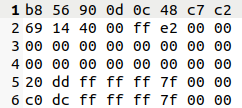 1 b8 56 90 0d 0c 48 c7 c2
2 69 14 40 00 ff e2 00 00
3 00 00 00 00 00 00 00 00
4 00 00 00 00 00 00 00 00
5 20 dd ff ff ff 7f 00 00
6 c0 dc ff ff ff 7f 00 00